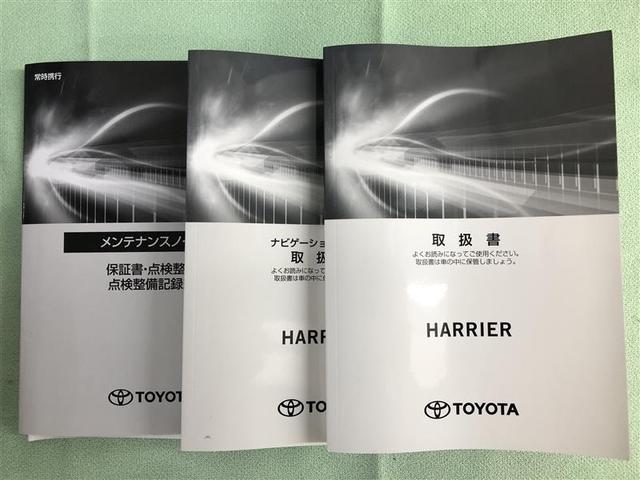 常時携行
メンテナンスノ
保証書・点検整
点検整備記録
TOYOTA
ナビゲーショ
取 扱
よくお読みになって
取扱書は車の中に
HARR
TO
取扱書
よくお読みになってご使用ください。
取扱書は車の中に保管しましょう。
HARRIER
TOYOTA